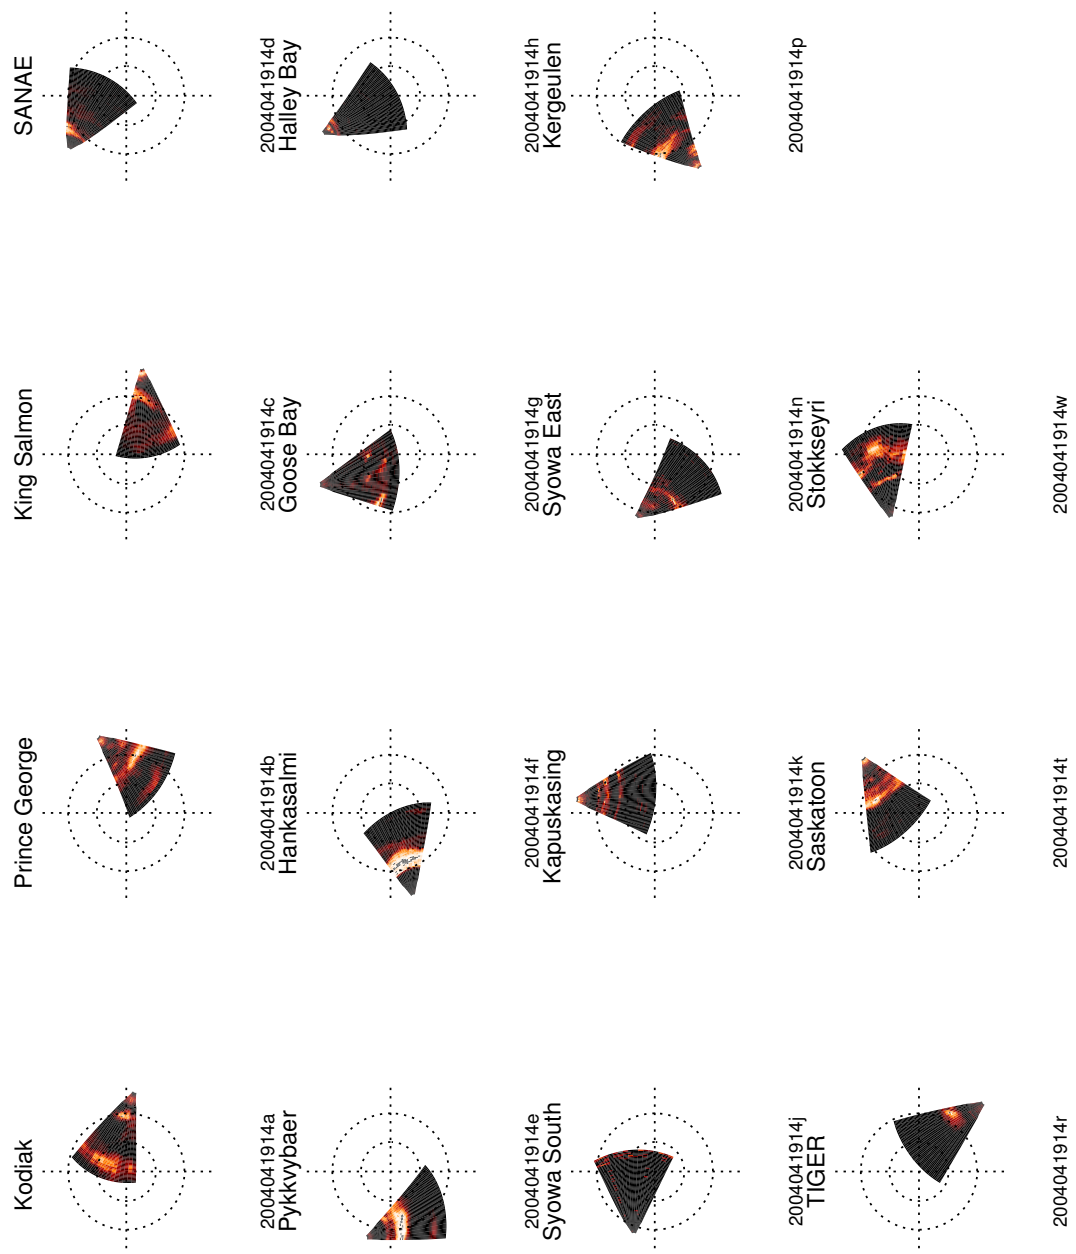 Kodiak
Prince George
King Salmon
SANAE
2004041914a
2004041914b
2004041914c
2004041914d
Pykkvybaer
Hankasalmi
Goose Bay
Halley Bay
2004041914e
2004041914f
2004041914g
2004041914h
Syowa South
Kapuskasing
Syowa East
Kergeulen
2004041914j
2004041914k
2004041914n
2004041914p
TIGER
Saskatoon
Stokkseyri
2004041914r
2004041914t
2004041914w